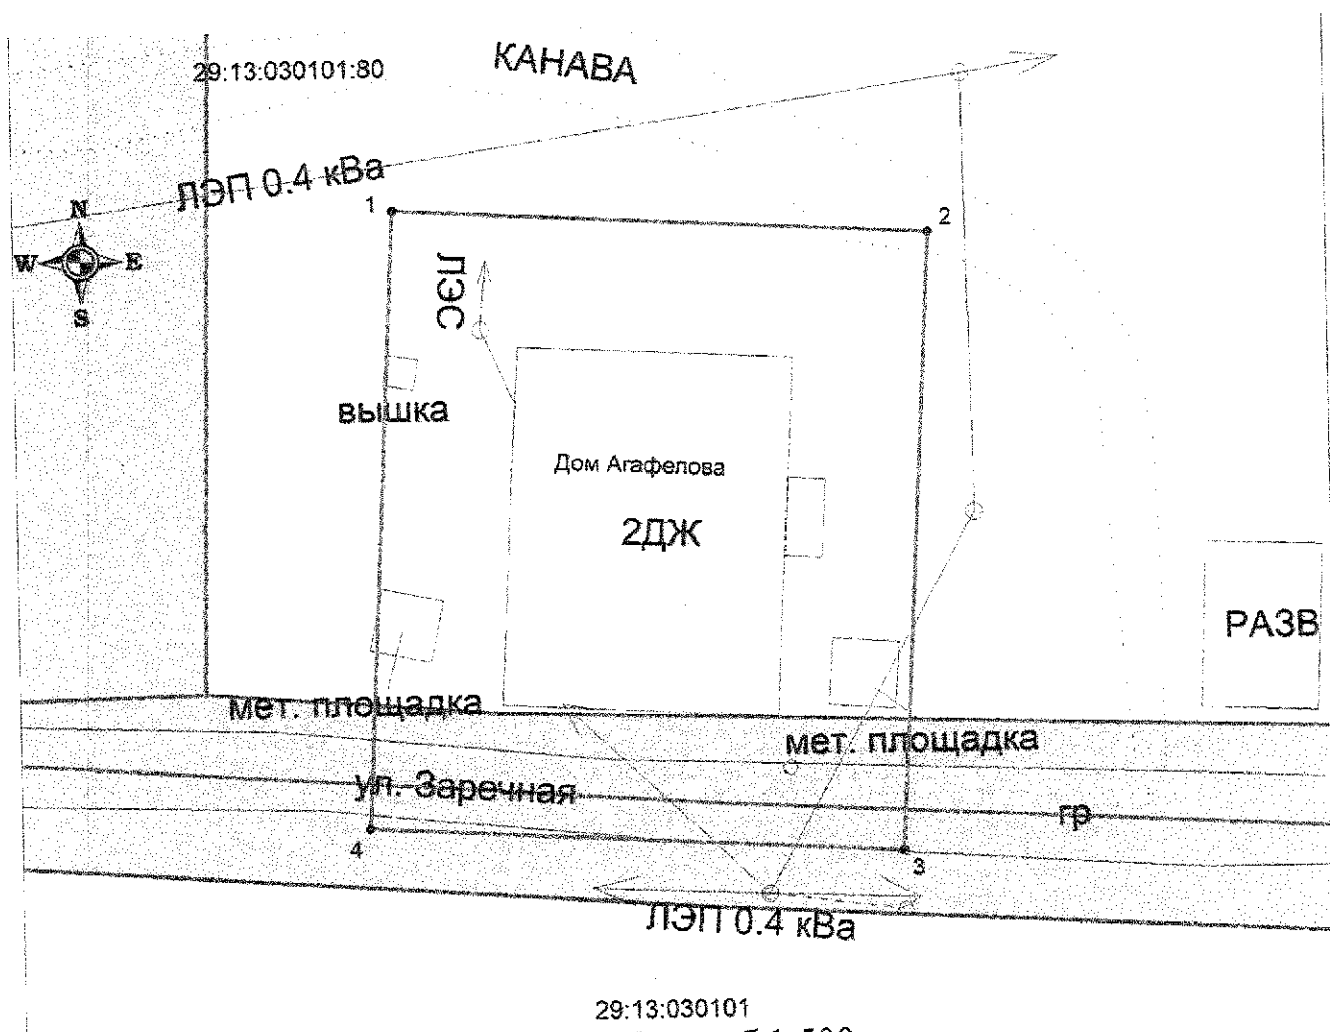 29:13:030101:80
КАНАВА
ЛЭП 0.4 кВа
N
W E
S
1
2
ЛЭС
вышка
Дом Агафелова
2ДЖ
РАЗВ
мет. площадка
мет. площадка
ул. Заречная
гр
4
3
ЛЭП 0.4 кВа
29:13:030101